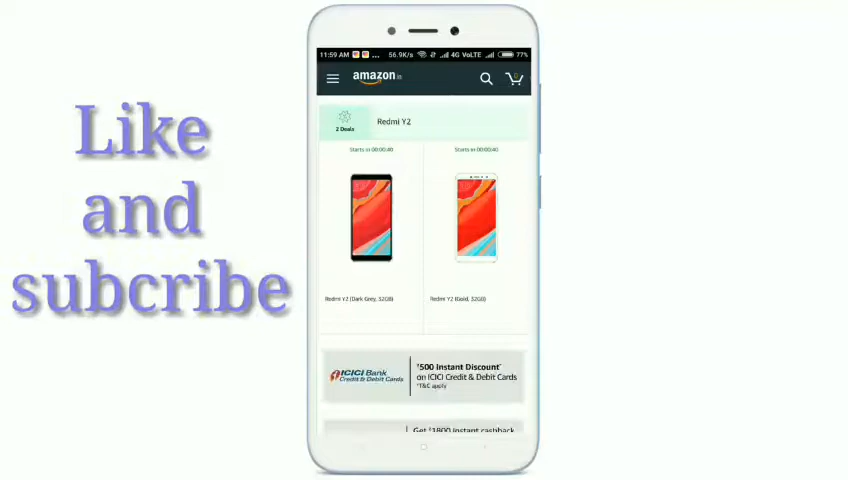 Like
and
subcribe
11:59 AM ... 56.9K/s 4G VoLTE 77%
amazon.in
0
2 Deals
Redmi Y2
Starts in 00:00:40 Starts in 00:00:40
Redmi Y2 (Dark Grey, 32GB) Redmi Y2 (Gold, 32GB)
ICICI Bank
Credit & Debit Cards
₹500 Instant Discount*
on ICICI Credit & Debit Cards
*T&C apply
Get ₹1800 instant cashback